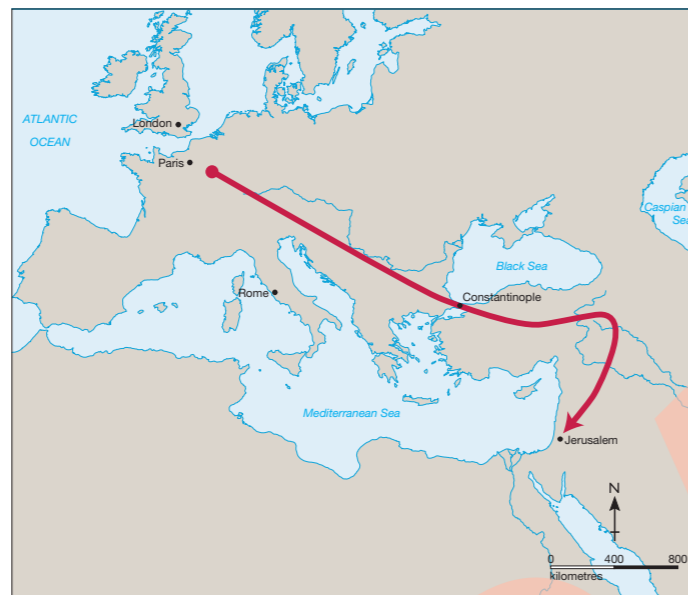 ATLANTIC
OCEAN
London
Paris
Caspian
Sea
Black Sea
Rome
Constantinople
Mediterranean Sea
Jerusalem
N
0 400 800
kilometres